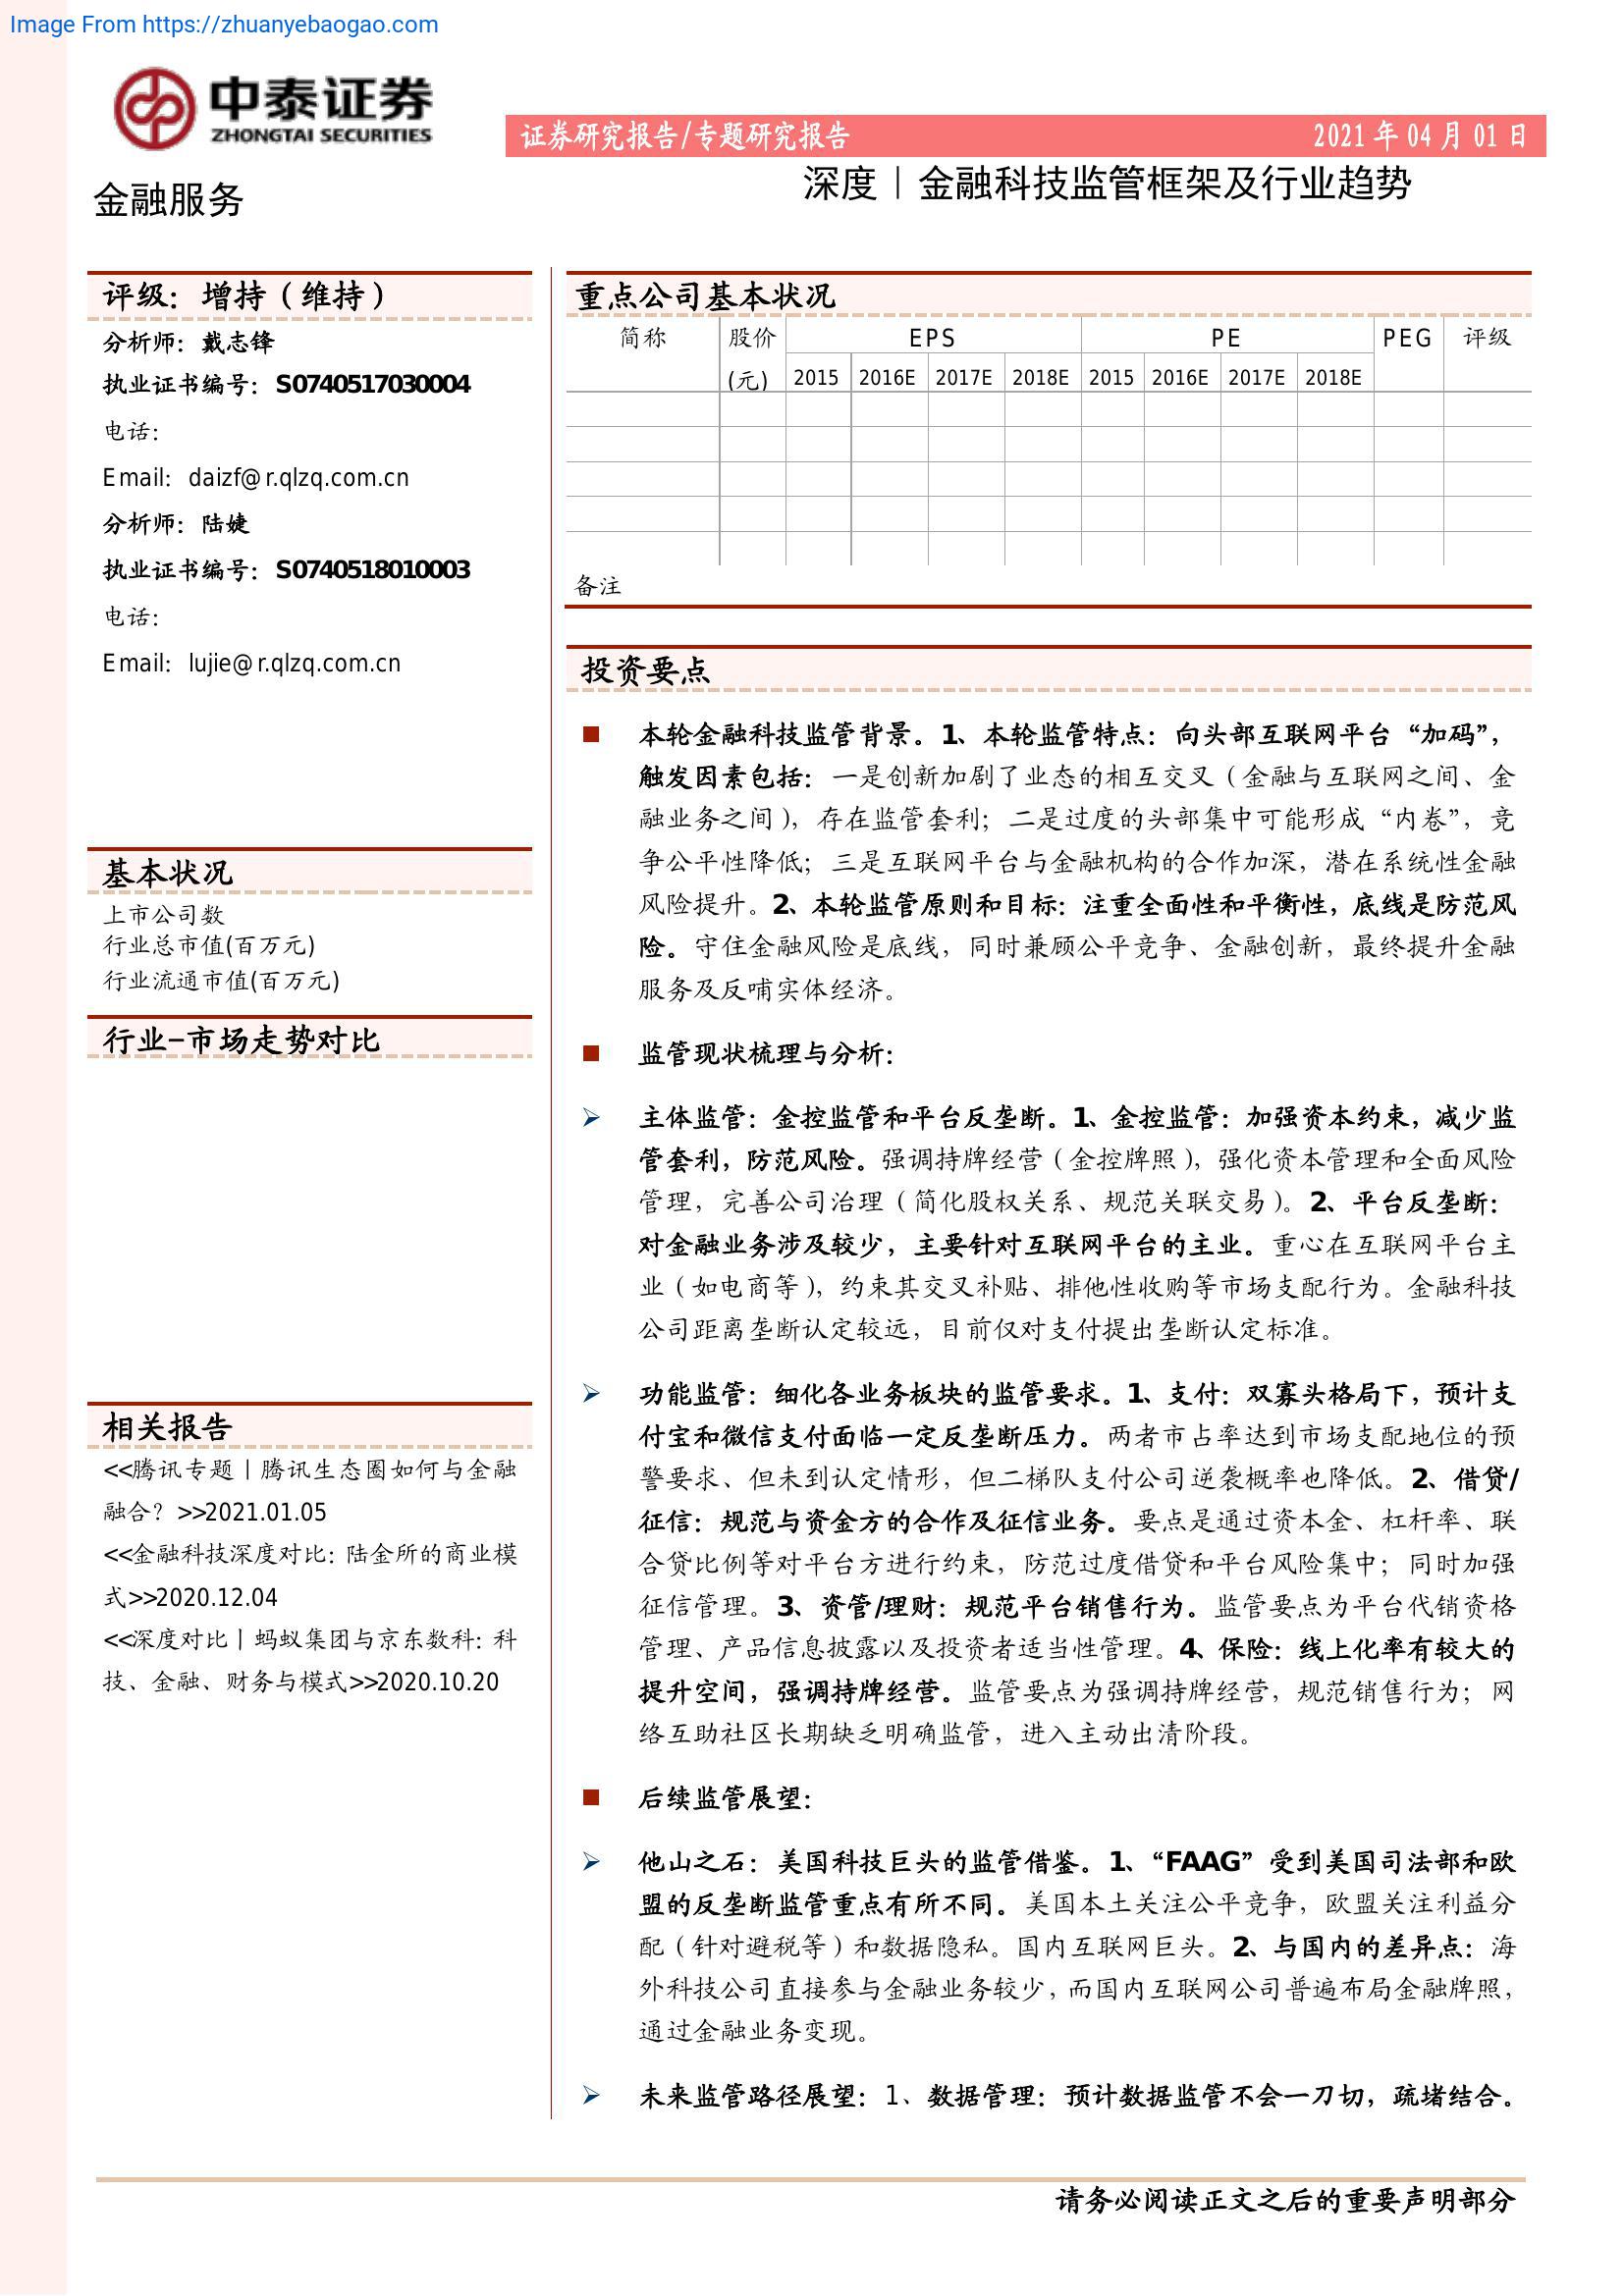 Image From https://zhuanyebaogao.com
中泰证券
ZHONGTAI SECURITIES
证券研究报告/专题研究报告
2021 年 04 月 01 日
金融服务
深度｜金融科技监管框架及行业趋势
评级：增持（维持）
分析师：戴志锋
执业证书编号：S0740517030004
电话：
Email：daizf@r.qlzq.com.cn
分析师：陆婕
执业证书编号：S0740518010003
电话：
Email：lujie@r.qlzq.com.cn
基本状况
上市公司数
行业总市值(百万元)
行业流通市值(百万元)
行业-市场走势对比
相关报告
<<腾讯专题丨腾讯生态圈如何与金融
融合？>>2021.01.05
<<金融科技深度对比：陆金所的商业模
式>>2020.12.04
<<深度对比丨蚂蚁集团与京东数科：科
技、金融、财务与模式>>2020.10.20
重点公司基本状况
简称 股价 EPS PE PEG 评级
(元) 2015 2016E 2017E 2018E 2015 2016E 2017E 2018E
备注
投资要点
本轮金融科技监管背景。1、本轮监管特点：向头部互联网平台“加码”，
触发因素包括：一是创新加剧了业态的相互交叉（金融与互联网之间、金
融业务之间），存在监管套利；二是过度的头部集中可能形成“内卷”，竞
争公平性降低；三是互联网平台与金融机构的合作加深，潜在系统性金融
风险提升。2、本轮监管原则和目标：注重全面性和平衡性，底线是防范风
险。守住金融风险是底线，同时兼顾公平竞争、金融创新，最终提升金融
服务及反哺实体经济。
监管现状梳理与分析：
主体监管：金控监管和平台反垄断。1、金控监管：加强资本约束，减少监
管套利，防范风险。强调持牌经营（金控牌照），强化资本管理和全面风险
管理，完善公司治理（简化股权关系、规范关联交易）。2、平台反垄断：
对金融业务涉及较少，主要针对互联网平台的主业。重心在互联网平台主
业（如电商等），约束其交叉补贴、排他性收购等市场支配行为。金融科技
公司距离垄断认定较远，目前仅对支付提出垄断认定标准。
功能监管：细化各业务板块的监管要求。1、支付：双寡头格局下，预计支
付宝和微信支付面临一定反垄断压力。两者市占率达到市场支配地位的预
警要求、但未到认定情形，但二梯队支付公司逆袭概率也降低。2、借贷/
征信：规范与资金方的合作及征信业务。要点是通过资本金、杠杆率、联
合贷比例等对平台方进行约束，防范过度借贷和平台风险集中；同时加强
征信管理。3、资管/理财：规范平台销售行为。监管要点为平台代销资格
管理、产品信息披露以及投资者适当性管理。4、保险：线上化率有较大的
提升空间，强调持牌经营。监管要点为强调持牌经营，规范销售行为；网
络互助社区长期缺乏明确监管，进入主动出清阶段。
后续监管展望：
他山之石：美国科技巨头的监管借鉴。1、“FAAG”受到美国司法部和欧
盟的反垄断监管重点有所不同。美国本土关注公平竞争，欧盟关注利益分
配（针对避税等）和数据隐私。国内互联网巨头。2、与国内的差异点：海
外科技公司直接参与金融业务较少，而国内互联网公司普遍布局金融牌照，
通过金融业务变现。
未来监管路径展望：1、数据管理：预计数据监管不会一刀切，疏堵结合。
请务必阅读正文之后的重要声明部分